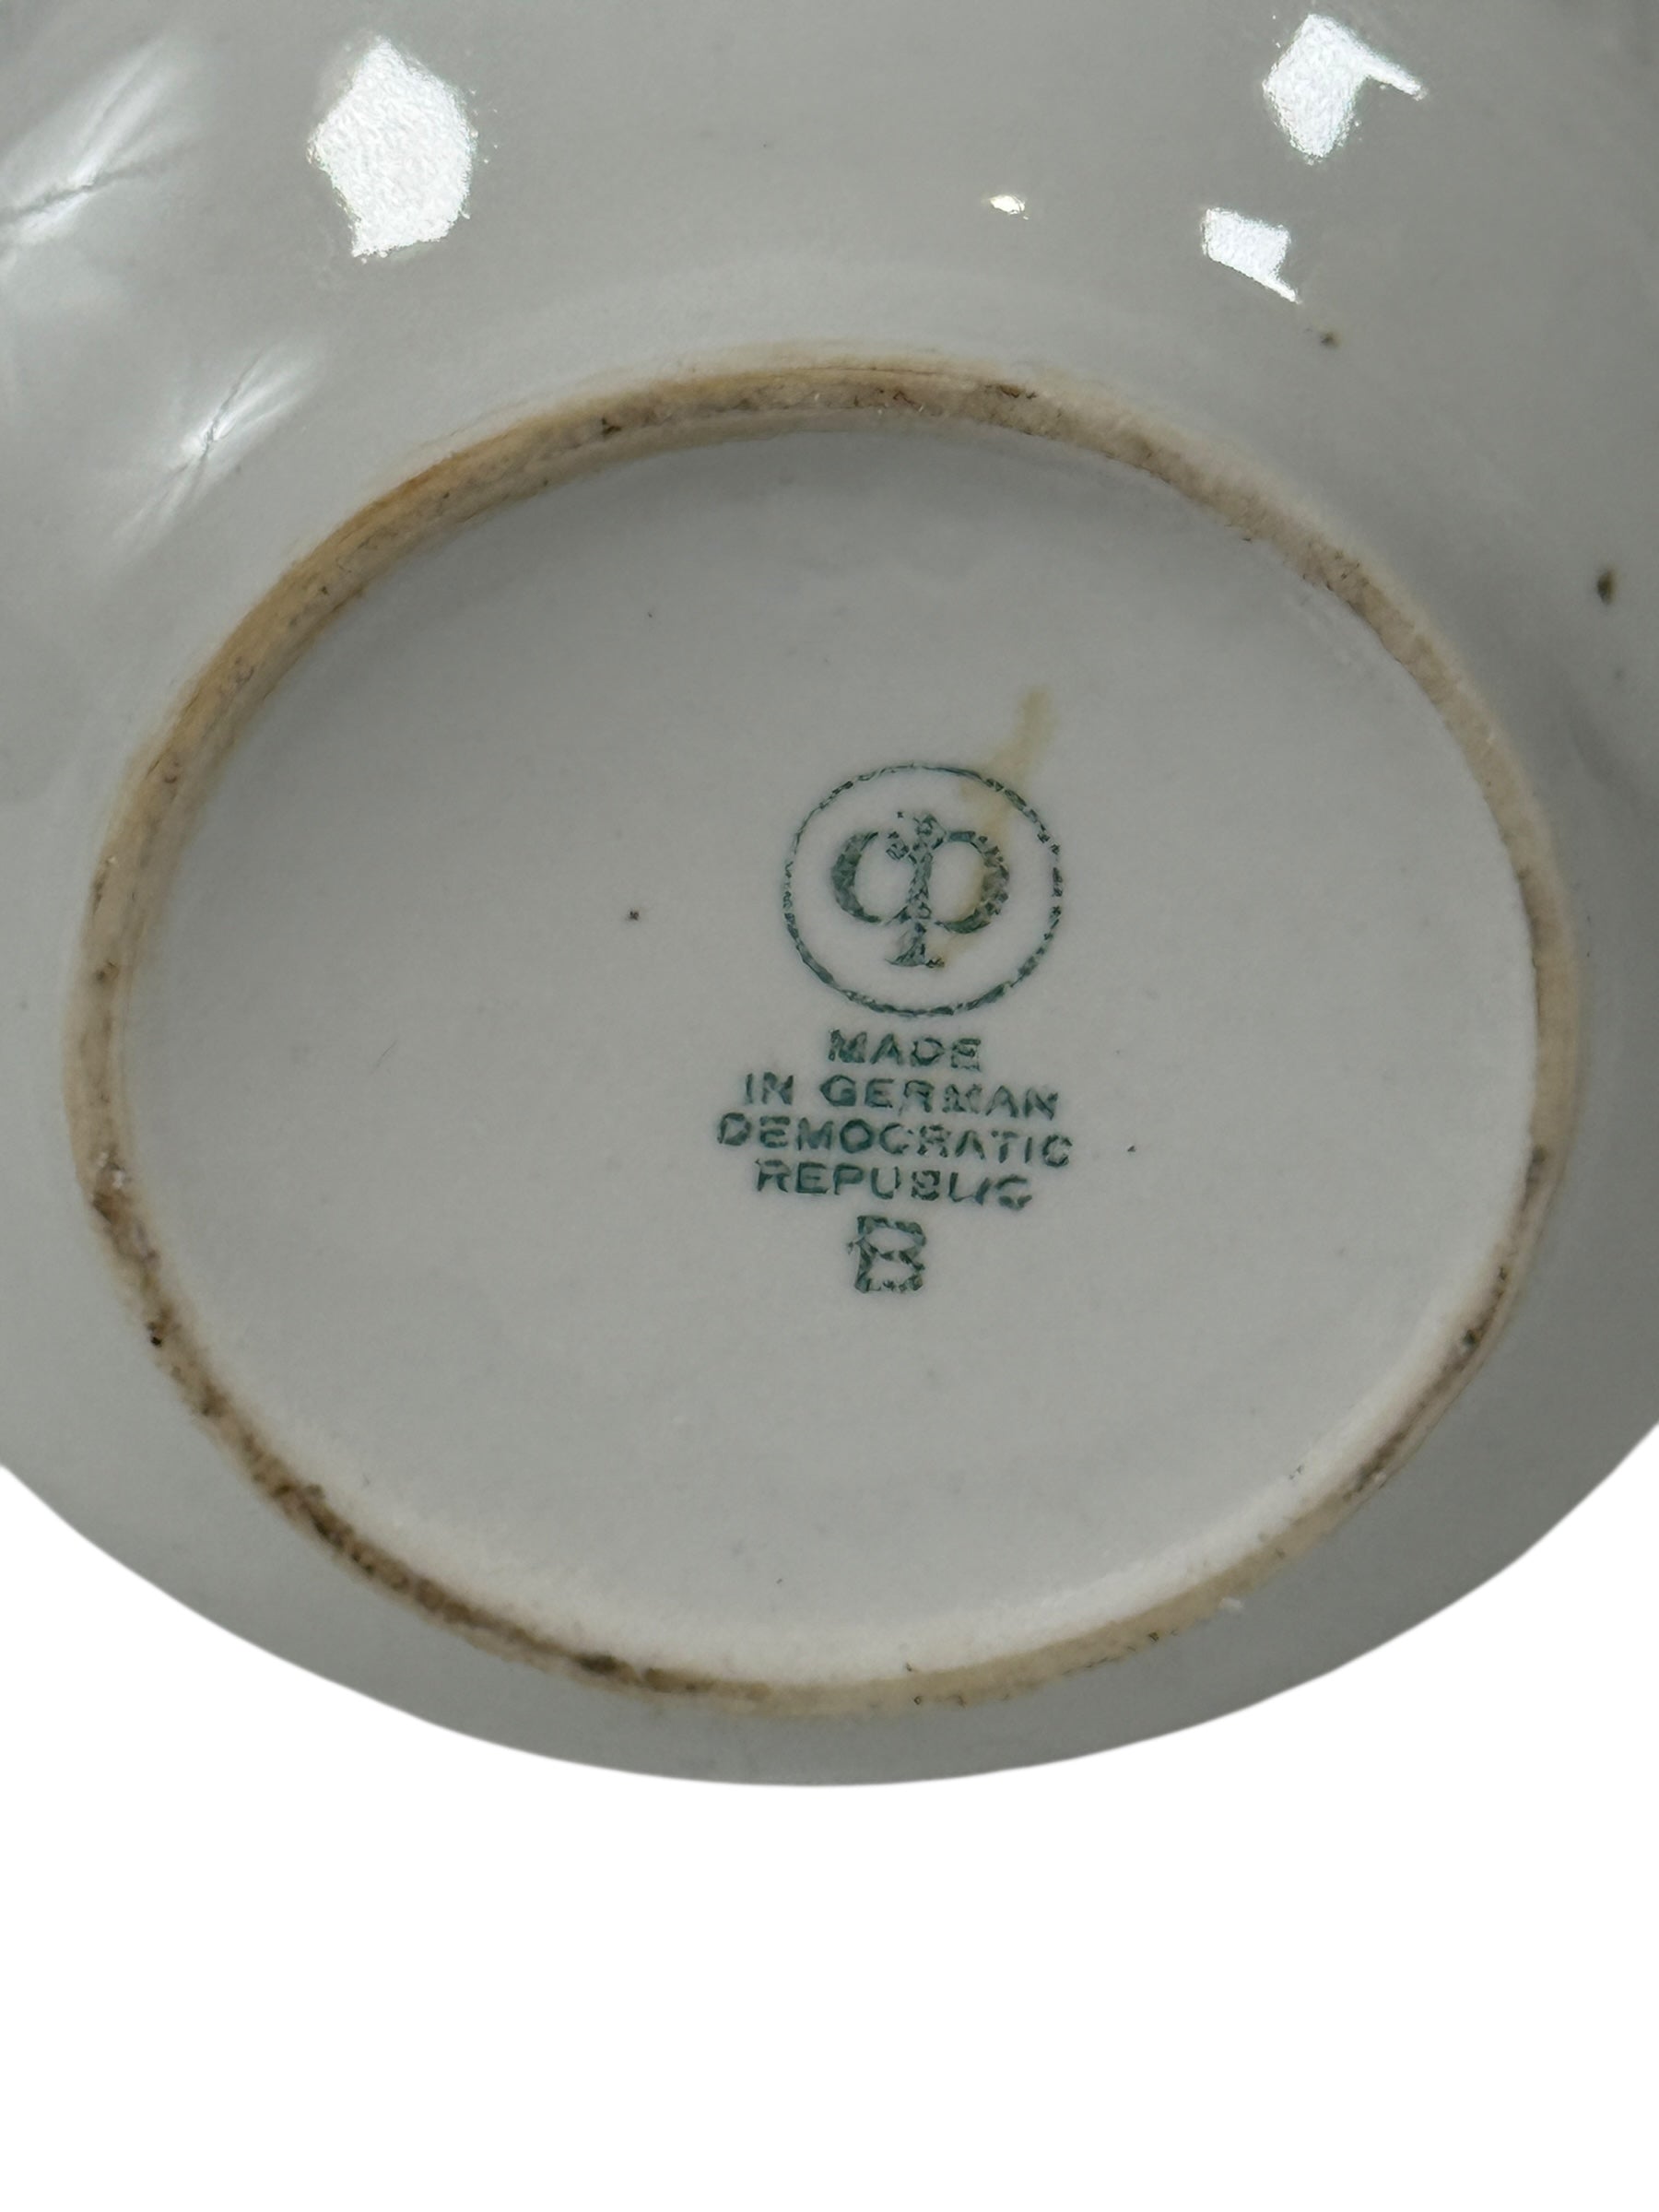 MADE
IN GERMAN
DEMOCRATIC
REPUBLIC
B